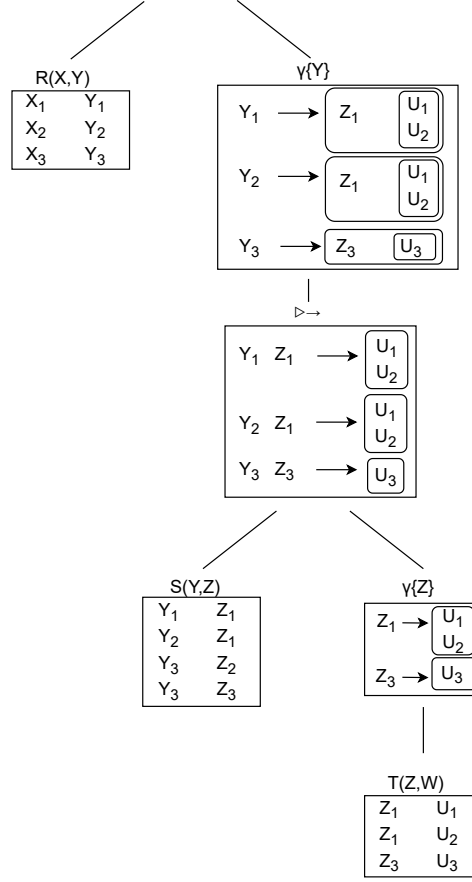 R(X,Y)
X1 Y1
X2 Y2
X3 Y3
γ{Y}
Y1 → Z1 U1
U2
Y2 → Z1 U1
U2
Y3 → Z3 U3
▷→
Y1 Z1 → U1
U2
Y2 Z1 → U1
U2
Y3 Z3 → U3
S(Y,Z)
Y1 Z1
Y2 Z1
Y3 Z2
Y3 Z3
γ{Z}
Z1 → U1
U2
Z3 → U3
T(Z,W)
Z1 U1
Z1 U2
Z3 U3